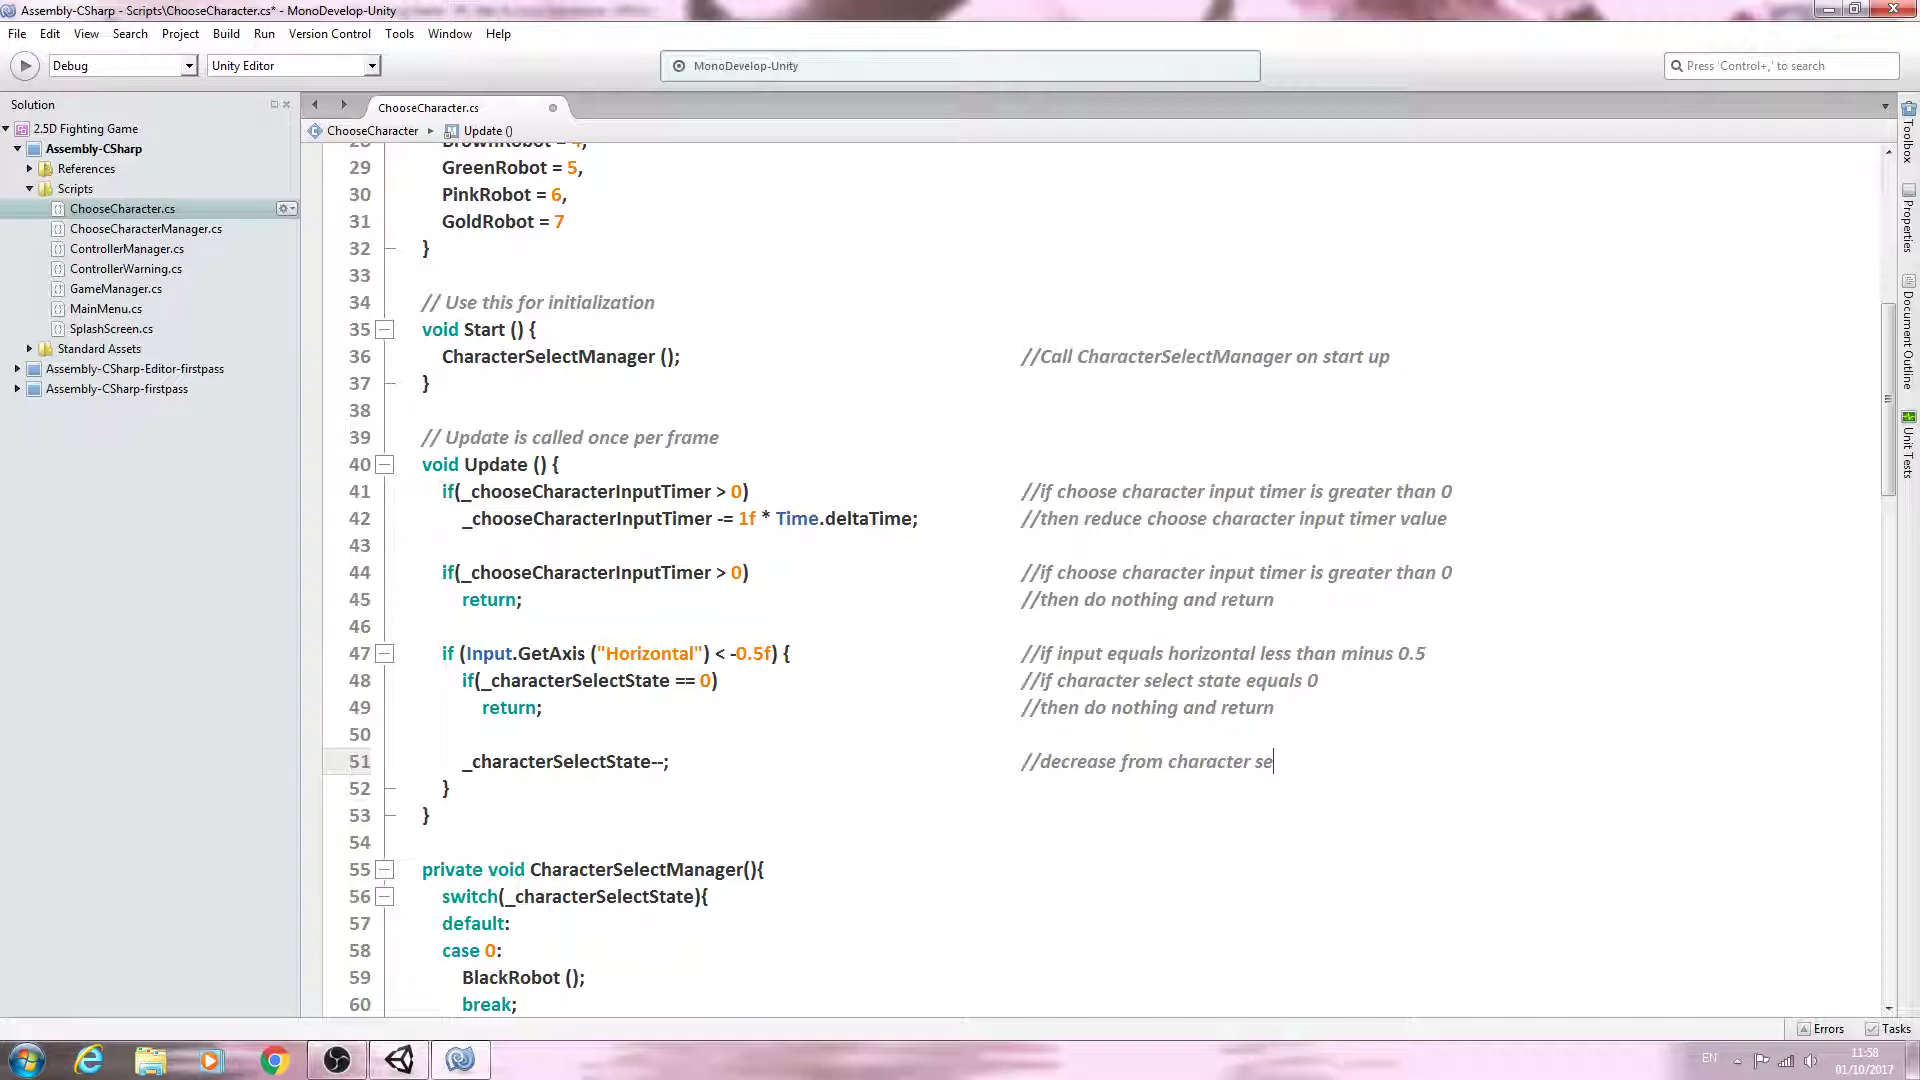 Assembly-CSharp - Scripts\ChooseCharacter.cs* - MonoDevelop-Unity
File Edit View Search Project Build Run Version Control Tools Window Help
Debug Unity Editor MonoDevelop-Unity Press 'Control+,' to search
Solution
2.5D Fighting Game
Assembly-CSharp
References
Scripts
ChooseCharacter.cs
ChooseCharacterManager.cs
ControllerManager.cs
ControllerWarning.cs
GameManager.cs
MainMenu.cs
SplashScreen.cs
Standard Assets
Assembly-CSharp-Editor-firstpass
Assembly-CSharp-firstpass
ChooseCharacter.cs
ChooseCharacter Update ()
28 BrownRobot = 4,
29 GreenRobot = 5,
30 PinkRobot = 6,
31 GoldRobot = 7
32 }
33
34 // Use this for initialization
35 void Start () {
36 CharacterSelectManager (); //Call CharacterSelectManager on start up
37 }
38
39 // Update is called once per frame
40 void Update () {
41 if(_chooseCharacterInputTimer > 0) //if choose character input timer is greater than 0
42 _chooseCharacterInputTimer -= 1f * Time.deltaTime; //then reduce choose character input timer value
43
44 if(_chooseCharacterInputTimer > 0) //if choose character input timer is greater than 0
45 return; //then do nothing and return
46
47 if (Input.GetAxis ("Horizontal") < -0.5f) { //if input equals horizontal less than minus 0.5
48 if(_characterSelectState == 0) //if character select state equals 0
49 return; //then do nothing and return
50
51 _characterSelectState--; //decrease from character se
52 }
53 }
54
55 private void CharacterSelectManager(){
56 switch(_characterSelectState){
57 default:
58 case 0:
59 BlackRobot ();
60 break;
Toolbox
Properties
Document Outline
Unit Tests
Errors Tasks
EN
11:58
01/10/2017